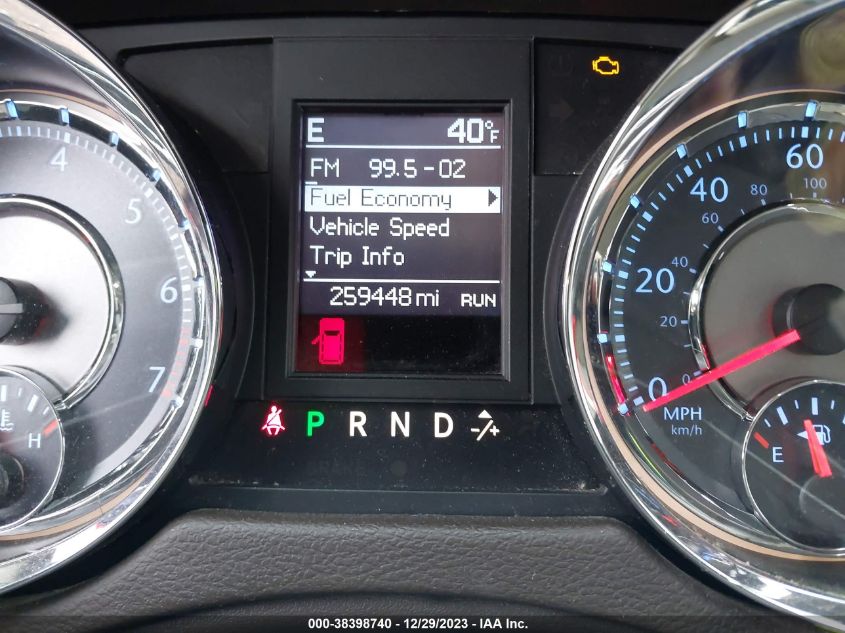 E 40°F
FM 99.5-02
Fuel Economy
Vehicle Speed
Trip Info
259448 mi RUN
P R N D -/+
4
5
6
7
H
0
20
40
60
0
20
40
60
80
100
MPH
km/h
E
000-38398740 - 12/29/2023 - IAA Inc.